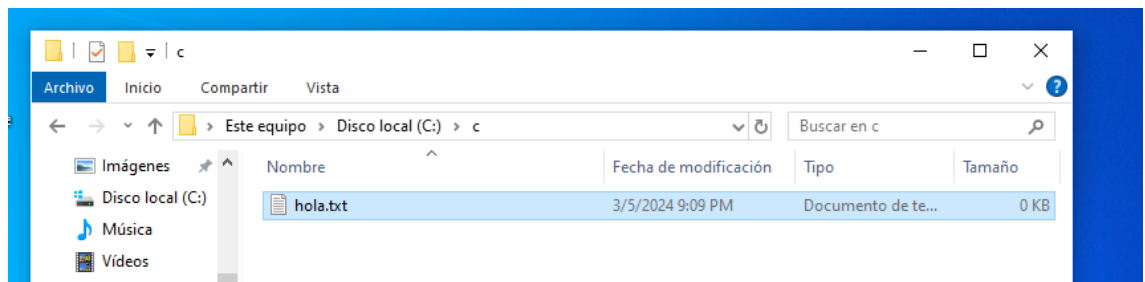 c
Archivo Inicio Compartir Vista
Este equipo > Disco local (C:) > c Buscar en c
Imágenes Nombre Fecha de modificación Tipo Tamaño
Disco local (C:) hola.txt 3/5/2024 9:09 PM Documento de te... 0 KB
Música
Vídeos